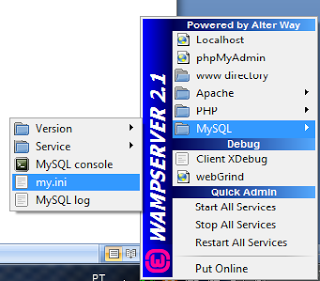 Powered by Alter Way
Localhost
phpMyAdmin
www directory
Apache
PHP
MySQL
Debug
Client XDebug
webGrind
Quick Admin
Start All Services
Stop All Services
Restart All Services
Put Online
WAMPSERVER 2.1
Version
Service
MySQL console
my.ini
MySQL log
PT